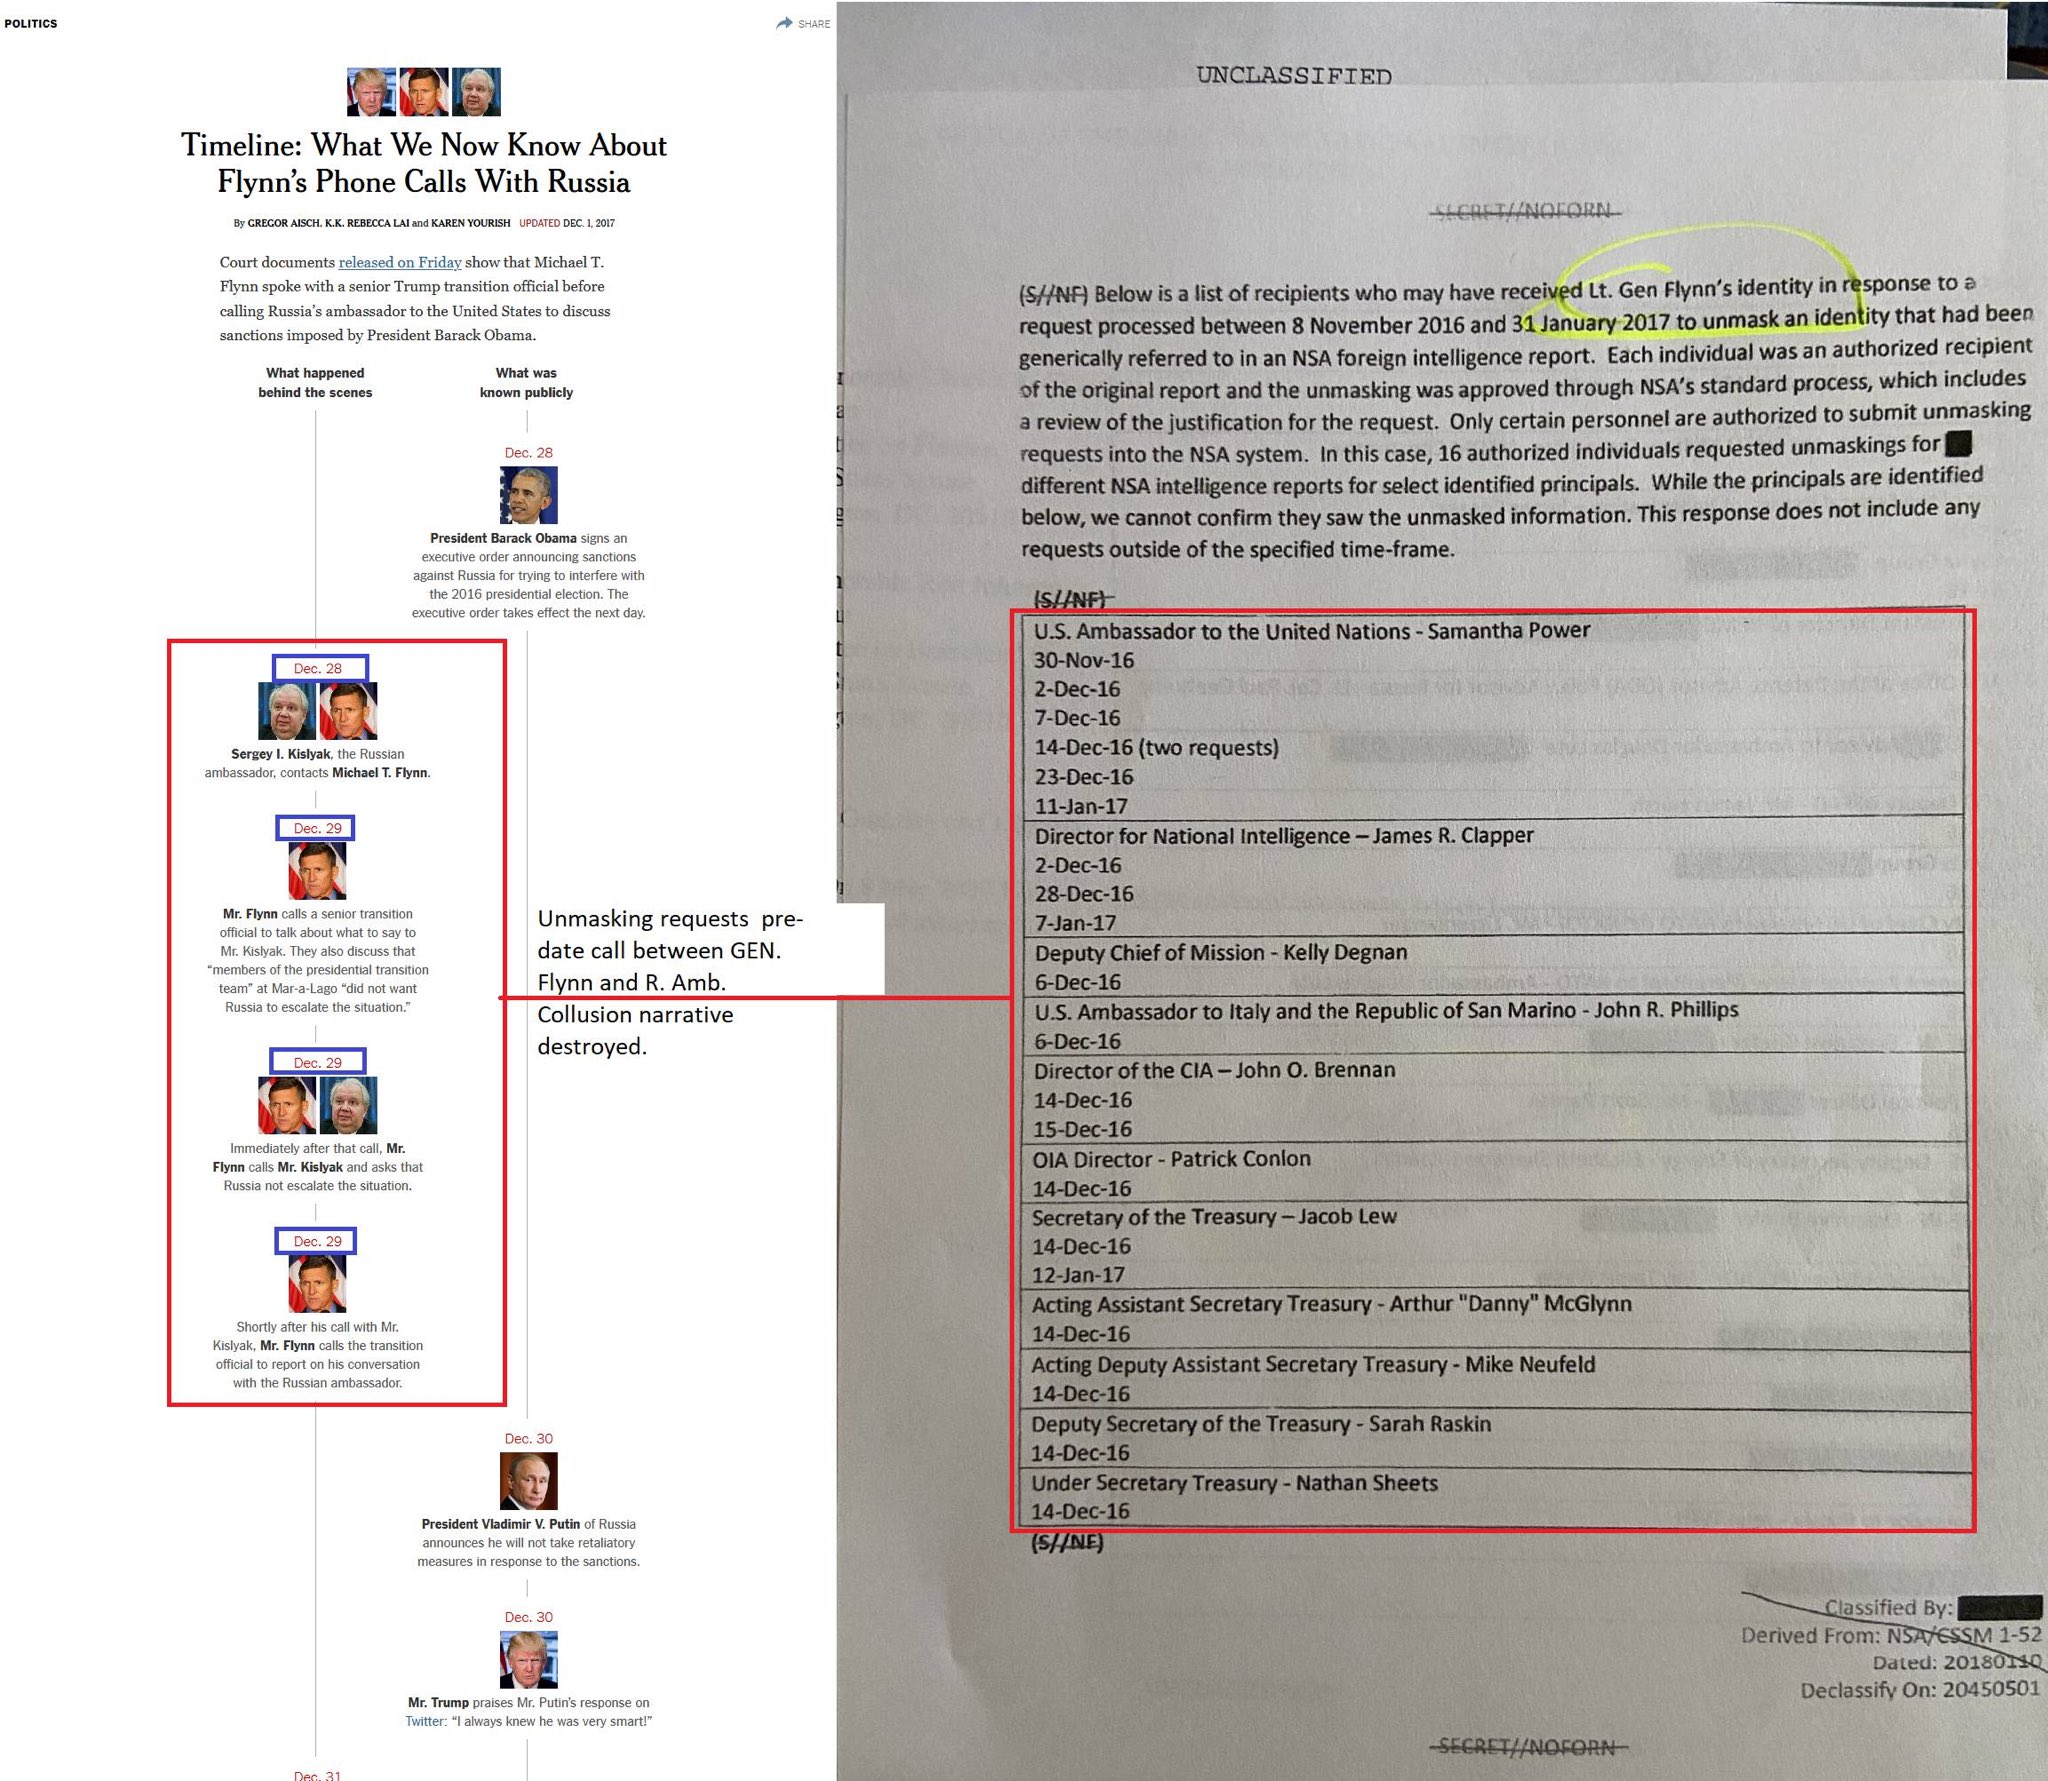 POLITICS
SHARE
Timeline: What We Now Know About
Flynn's Phone Calls With Russia
By GREGOR AISCH, K.K. REBECCA LAI and KAREN YOURISH UPDATED DEC. 1, 2017
Court documents released on Friday show that Michael T.
Flynn spoke with a senior Trump transition official before
calling Russia's ambassador to the United States to discuss
sanctions imposed by President Barack Obama.
What happened
behind the scenes
What was
known publicly
Dec. 28
President Barack Obama signs an
executive order announcing sanctions
against Russia for trying to interfere with
the 2016 presidential election. The
executive order takes effect the next day.
Dec. 28
Sergey I. Kislyak, the Russian
ambassador, contacts Michael T. Flynn.
Dec. 29
Mr. Flynn calls a senior transition
official to talk about what to say to
Mr. Kislyak. They also discuss that
“members of the presidential transition
team” at Mar-a-Lago “did not want
Russia to escalate the situation.”
Dec. 29
Immediately after that call, Mr.
Flynn calls Mr. Kislyak and asks that
Russia not escalate the situation.
Dec. 29
Shortly after his call with Mr.
Kislyak, Mr. Flynn calls the transition
official to report on his conversation
with the Russian ambassador.
Dec. 30
President Vladimir V. Putin of Russia
announces he will not take retaliatory
measures in response to the sanctions.
Dec. 30
Mr. Trump praises Mr. Putin's response on
Twitter: “I always knew he was very smart!”
Dec. 31
Unmasking requests pre-
date call between GEN.
Flynn and R. Amb.
Collusion narrative
destroyed.
UNCLASSIFIED
SECRET//NOFORN
(S//NF) Below is a list of recipients who may have received Lt. Gen Flynn's identity in response to a
request processed between 8 November 2016 and 31 January 2017 to unmask an identity that had been
generically referred to in an NSA foreign intelligence report. Each individual was an authorized recipient
of the original report and the unmasking was approved through NSA's standard process, which includes
a review of the justification for the request. Only certain personnel are authorized to submit unmasking
requests into the NSA system. In this case, 16 authorized individuals requested unmaskings for
different NSA intelligence reports for select identified principals. While the principals are identified
below, we cannot confirm they saw the unmasked information. This response does not include any
requests outside of the specified time-frame.
(S//NF)
U.S. Ambassador to the United Nations - Samantha Power
30-Nov-16
2-Dec-16
7-Dec-16
14-Dec-16 (two requests)
23-Dec-16
11-Jan-17
Director for National Intelligence – James R. Clapper
2-Dec-16
28-Dec-16
7-Jan-17
Deputy Chief of Mission - Kelly Degnan
6-Dec-16
U.S. Ambassador to Italy and the Republic of San Marino - John R. Phillips
6-Dec-16
Director of the CIA – John O. Brennan
14-Dec-16
15-Dec-16
OIA Director - Patrick Conlon
14-Dec-16
Secretary of the Treasury – Jacob Lew
14-Dec-16
12-Jan-17
Acting Assistant Secretary Treasury - Arthur "Danny" McGlynn
14-Dec-16
Acting Deputy Assistant Secretary Treasury - Mike Neufeld
14-Dec-16
Deputy Secretary of the Treasury - Sarah Raskin
14-Dec-16
Under Secretary Treasury - Nathan Sheets
14-Dec-16
(S//NF)
Classified By:
Derived From: NSA/CSSM 1-52
Dated: 20180110
Declassify On: 20450501
SECRET//NOFORN